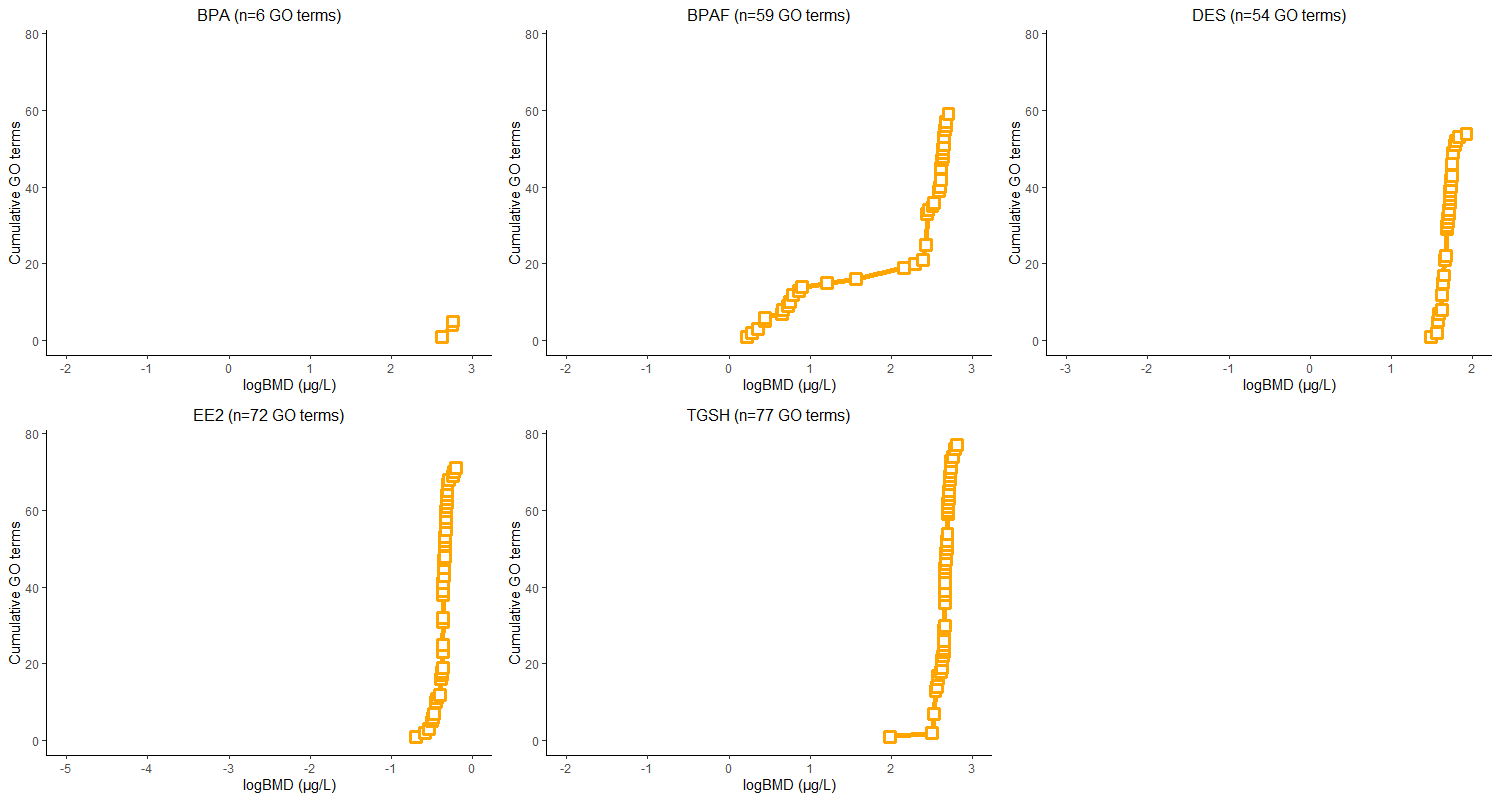 BPA (n=6 GO terms)
80
60
40
20
0
Cumulative GO terms
-2 -1 0 1 2 3
logBMD (µg/L)
BPAF (n=59 GO terms)
80
60
40
20
0
Cumulative GO terms
-2 -1 0 1 2 3
logBMD (µg/L)
DES (n=54 GO terms)
80
60
40
20
0
Cumulative GO terms
-3 -2 -1 0 1 2
logBMD (µg/L)
EE2 (n=72 GO terms)
80
60
40
20
0
Cumulative GO terms
-5 -4 -3 -2 -1 0
logBMD (µg/L)
TGSH (n=77 GO terms)
80
60
40
20
0
Cumulative GO terms
-2 -1 0 1 2 3
logBMD (µg/L)